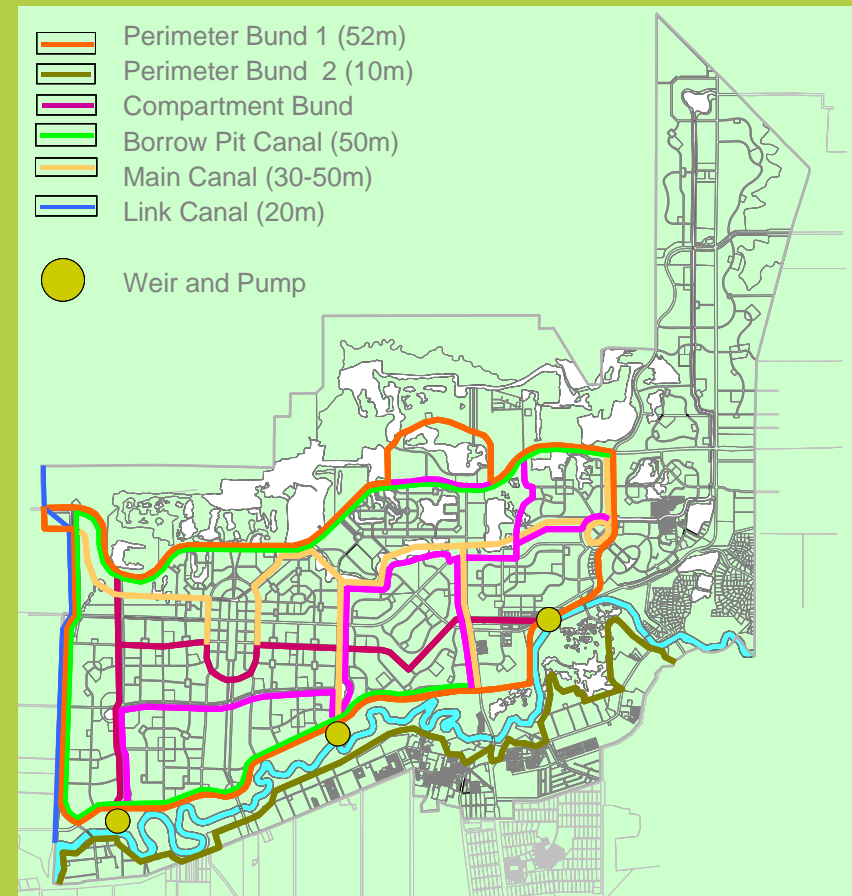 Perimeter Bund 1 (52m)
Perimeter Bund 2 (10m)
Compartment Bund
Borrow Pit Canal (50m)
Main Canal (30-50m)
Link Canal (20m)
Weir and Pump